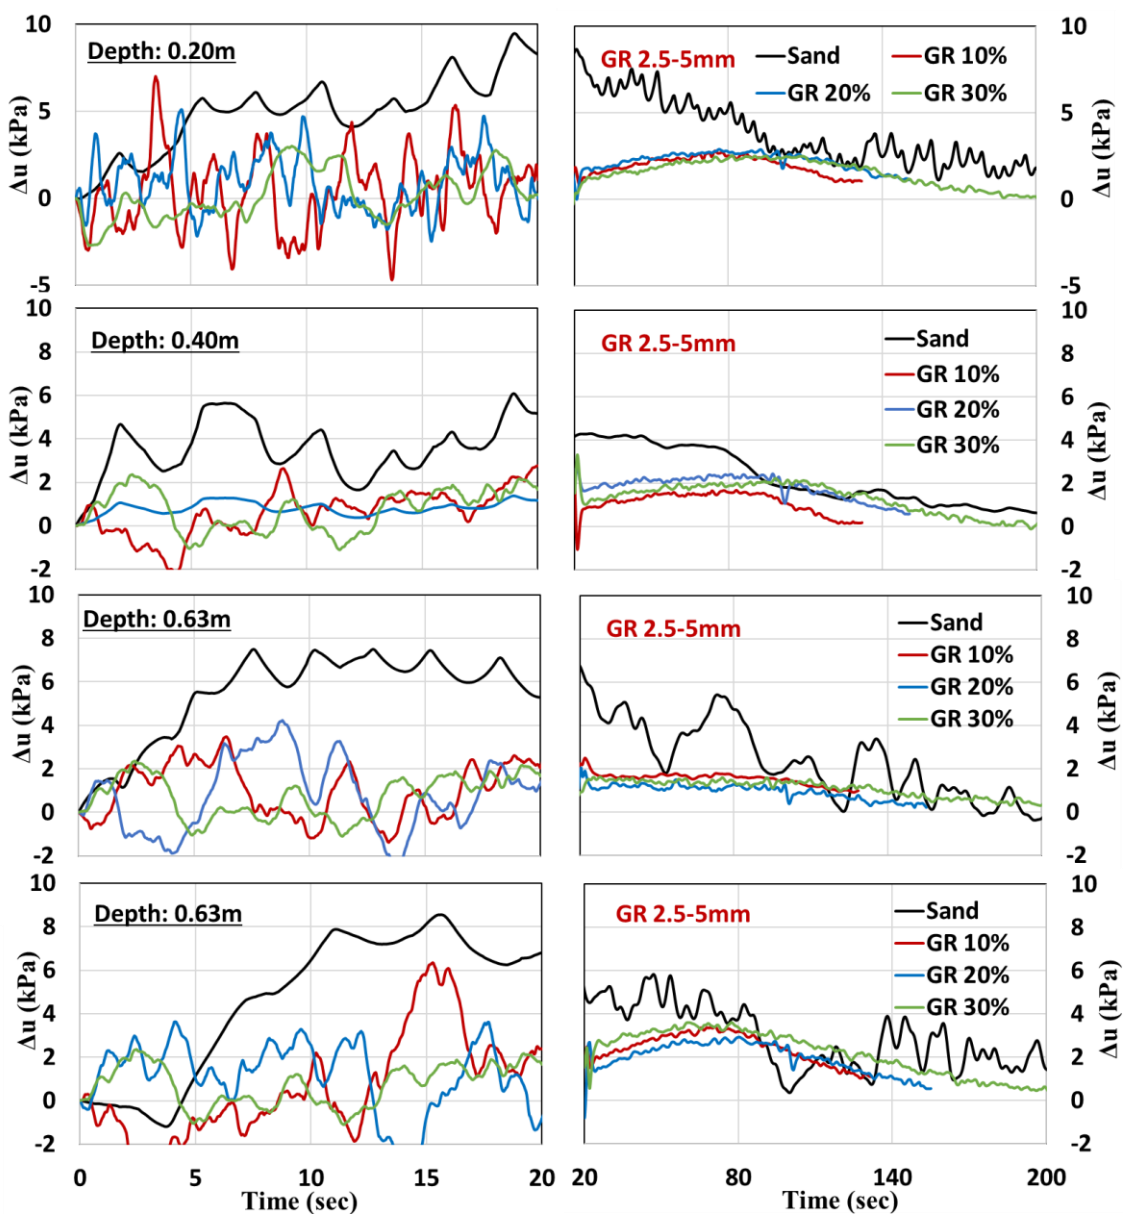 10
5
0
-5
Δu (kPa)
Depth: 0.20m
GR 2.5-5mm
Sand
GR 10%
GR 20%
GR 30%
10
5
0
-5
Δu (kPa)
10
8
6
4
2
0
-2
Δu (kPa)
Depth: 0.40m
GR 2.5-5mm
Sand
GR 10%
GR 20%
GR 30%
10
8
6
4
2
0
-2
Δu (kPa)
10
8
6
4
2
0
-2
Δu (kPa)
Depth: 0.63m
GR 2.5-5mm
Sand
GR 10%
GR 20%
GR 30%
10
8
6
4
2
0
-2
Δu (kPa)
10
8
6
4
2
0
-2
Δu (kPa)
Depth: 0.63m
GR 2.5-5mm
Sand
GR 10%
GR 20%
GR 30%
10
8
6
4
2
0
-2
Δu (kPa)
0 5 10 15 20
Time (sec)
20 80 140 200
Time (sec)